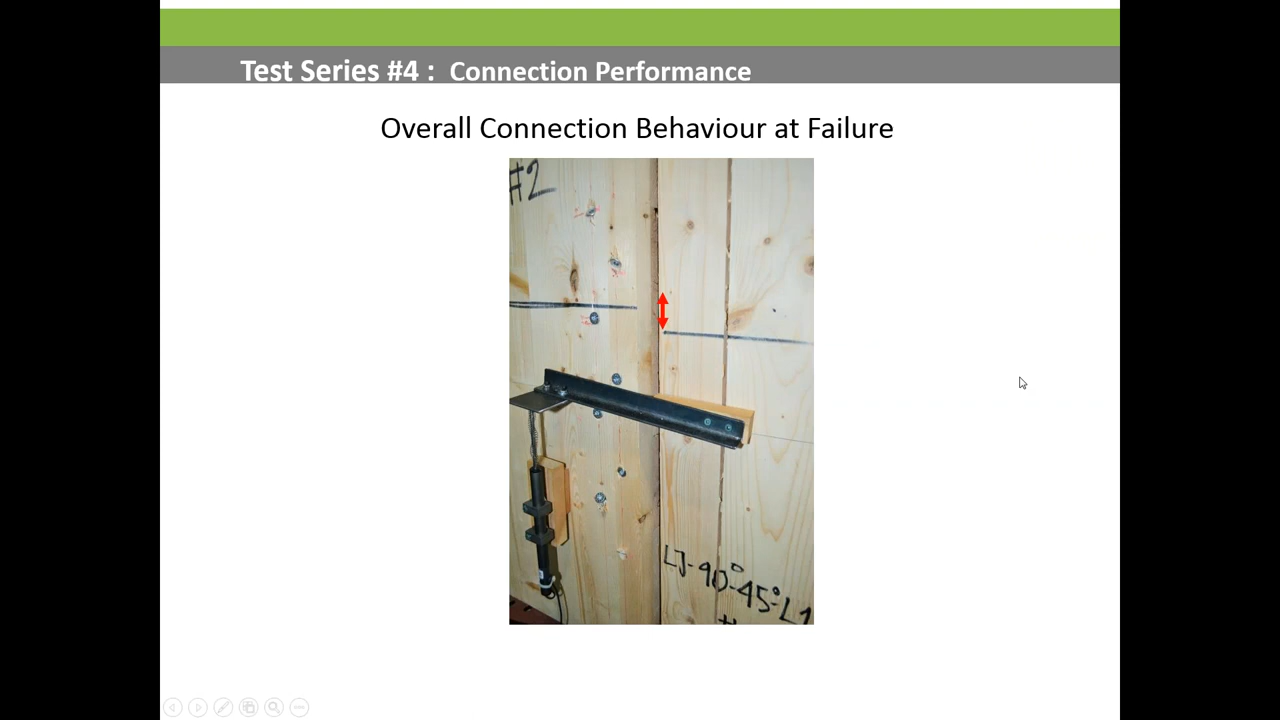 Test Series #4 : Connection Performance
Overall Connection Behaviour at Failure
#2
LJ-90°-45°-L1